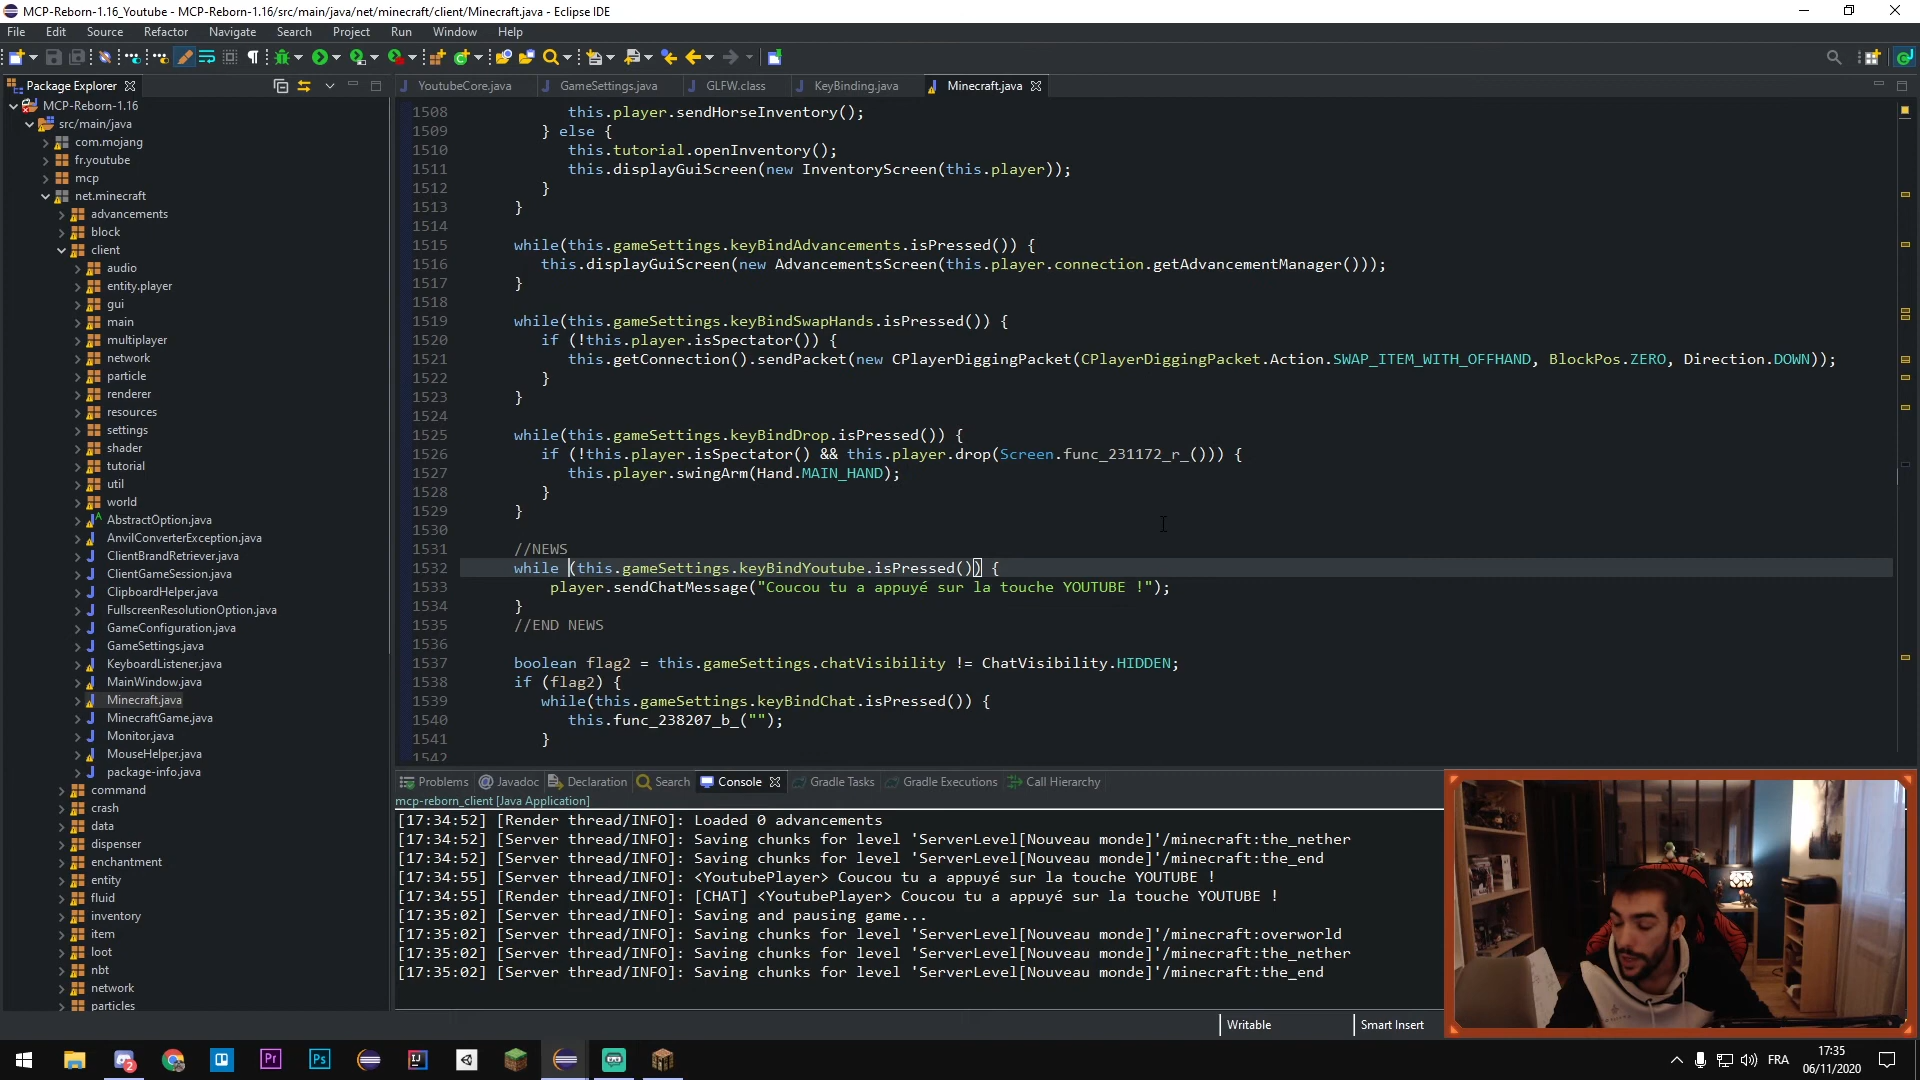 MCP-Reborn-1.16_Youtube - MCP-Reborn-1.16/src/main/java/net/minecraft/client/Minecraft.java - Eclipse IDE
File Edit Source Refactor Navigate Search Project Run Window Help
Package Explorer
YoutubeCore.java GameSettings.java GLFW.class KeyBinding.java Minecraft.java
MCP-Reborn-1.16
src/main/java
com.mojang
fr.youtube
mcp
net.minecraft
advancements
block
client
audio
entity.player
gui
main
multiplayer
network
particle
renderer
resources
settings
shader
tutorial
util
world
AbstractOption.java
AnvilConverterException.java
ClientBrandRetriever.java
ClientGameSession.java
ClipboardHelper.java
FullscreenResolutionOption.java
GameConfiguration.java
GameSettings.java
KeyboardListener.java
MainWindow.java
Minecraft.java
MinecraftGame.java
Monitor.java
MouseHelper.java
package-info.java
command
crash
data
dispenser
enchantment
entity
fluid
inventory
item
loot
nbt
network
particles
1508 this.player.sendHorseInventory();
1509 } else {
1510 this.tutorial.openInventory();
1511 this.displayGuiScreen(new InventoryScreen(this.player));
1512 }
1513 }
1514
1515 while(this.gameSettings.keyBindAdvancements.isPressed()) {
1516 this.displayGuiScreen(new AdvancementsScreen(this.player.connection.getAdvancementManager()));
1517 }
1518
1519 while(this.gameSettings.keyBindSwapHands.isPressed()) {
1520 if (!this.player.isSpectator()) {
1521 this.getConnection().sendPacket(new CPlayerDiggingPacket(CPlayerDiggingPacket.Action.SWAP_ITEM_WITH_OFFHAND, BlockPos.ZERO, Direction.DOWN));
1522 }
1523 }
1524
1525 while(this.gameSettings.keyBindDrop.isPressed()) {
1526 if (!this.player.isSpectator() && this.player.drop(Screen.func_231172_r_())) {
1527 this.player.swingArm(Hand.MAIN_HAND);
1528 }
1529 }
1530
1531 //NEWS
1532 while (this.gameSettings.keyBindYoutube.isPressed()) {
1533 player.sendChatMessage("Coucou tu a appuyé sur la touche YOUTUBE !");
1534 }
1535 //END NEWS
1536
1537 boolean flag2 = this.gameSettings.chatVisibility != ChatVisibility.HIDDEN;
1538 if (flag2) {
1539 while(this.gameSettings.keyBindChat.isPressed()) {
1540 this.func_238207_b_("");
1541 }
1542
Problems Javadoc Declaration Search Console Gradle Tasks Gradle Executions Call Hierarchy
mcp-reborn_client [Java Application]
[17:34:52] [Render thread/INFO]: Loaded 0 advancements
[17:34:52] [Server thread/INFO]: Saving chunks for level 'ServerLevel[Nouveau monde]'/minecraft:the_nether
[17:34:52] [Server thread/INFO]: Saving chunks for level 'ServerLevel[Nouveau monde]'/minecraft:the_end
[17:34:55] [Server thread/INFO]: <YoutubePlayer> Coucou tu a appuyé sur la touche YOUTUBE !
[17:34:55] [Render thread/INFO]: [CHAT] <YoutubePlayer> Coucou tu a appuyé sur la touche YOUTUBE !
[17:35:02] [Server thread/INFO]: Saving and pausing game...
[17:35:02] [Server thread/INFO]: Saving chunks for level 'ServerLevel[Nouveau monde]'/minecraft:overworld
[17:35:02] [Server thread/INFO]: Saving chunks for level 'ServerLevel[Nouveau monde]'/minecraft:the_nether
[17:35:02] [Server thread/INFO]: Saving chunks for level 'ServerLevel[Nouveau monde]'/minecraft:the_end
Writable Smart Insert
2 Pr Ps IJ FRA 17:35
06/11/2020